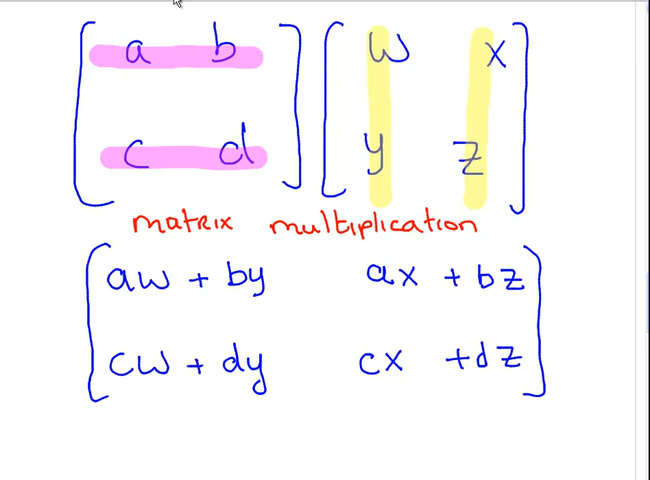 a b w x
c d y z
matrix multiplication
aw + by ax + bz
cw + dy cx + dz